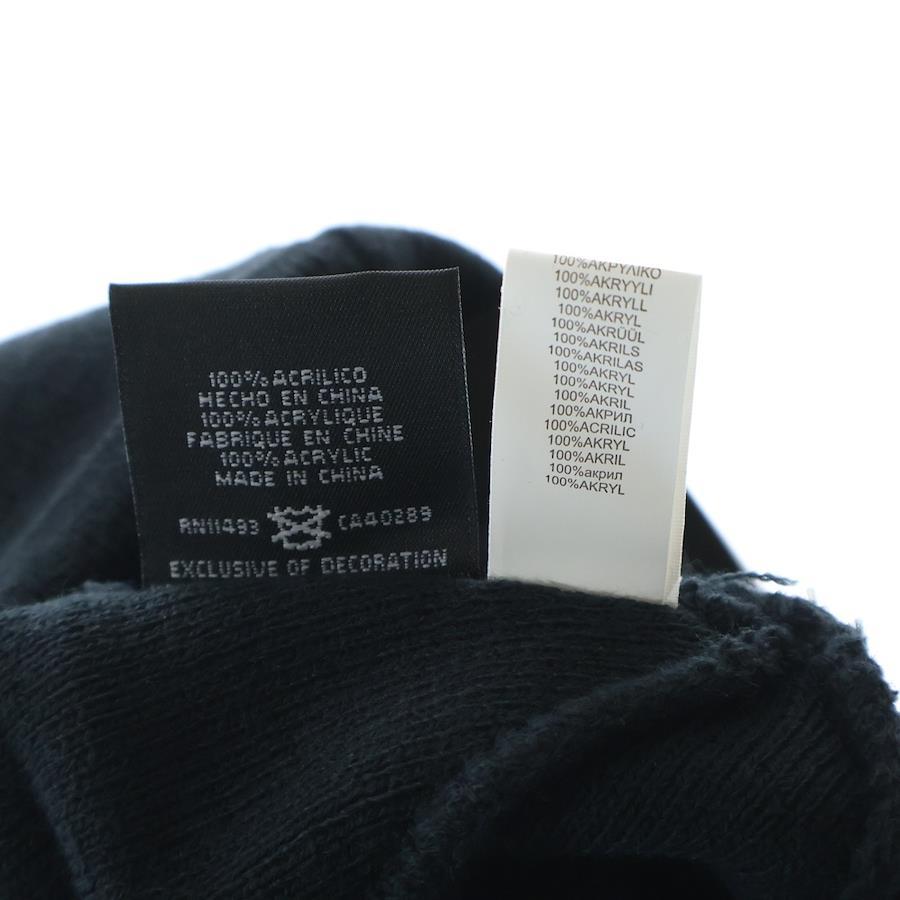 100% ACRILICO
HECHO EN CHINA
100% ACRYLIQUE
FABRIQUE EN CHINE
100% ACRYLIC
MADE IN CHINA
RN11493 CA40289
EXCLUSIVE OF DECORATION
100%ΑΚΡΥΛΙΚΟ
100%AKRYYLI
100%AKRYLL
100%AKRYL
100%AKRÜÜL
100%AKRILS
100%AKRILAS
100%AKRYL
100%AKRYL
100%AKRIL
100%АКРИЛ
100%ACRILIC
100%AKRYL
100%AKRIL
100%акрил
100%AKRYL